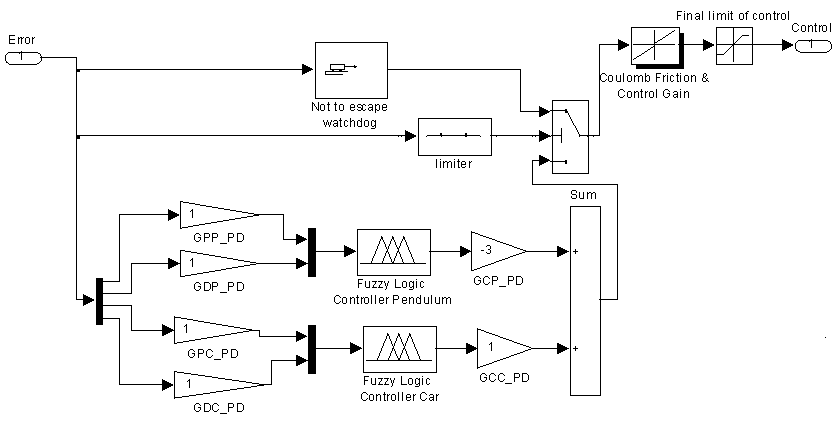 Final limit of control
Error
Control
1
1
Not to escape
watchdog
Coulomb Friction &
Control Gain
limiter
Sum
1
GPP_PD
1
GDP_PD
Fuzzy Logic
Controller Pendulum
-3
GCP_PD
+
1
GPC_PD
1
GDC_PD
Fuzzy Logic
Controller Car
1
GCC_PD
+